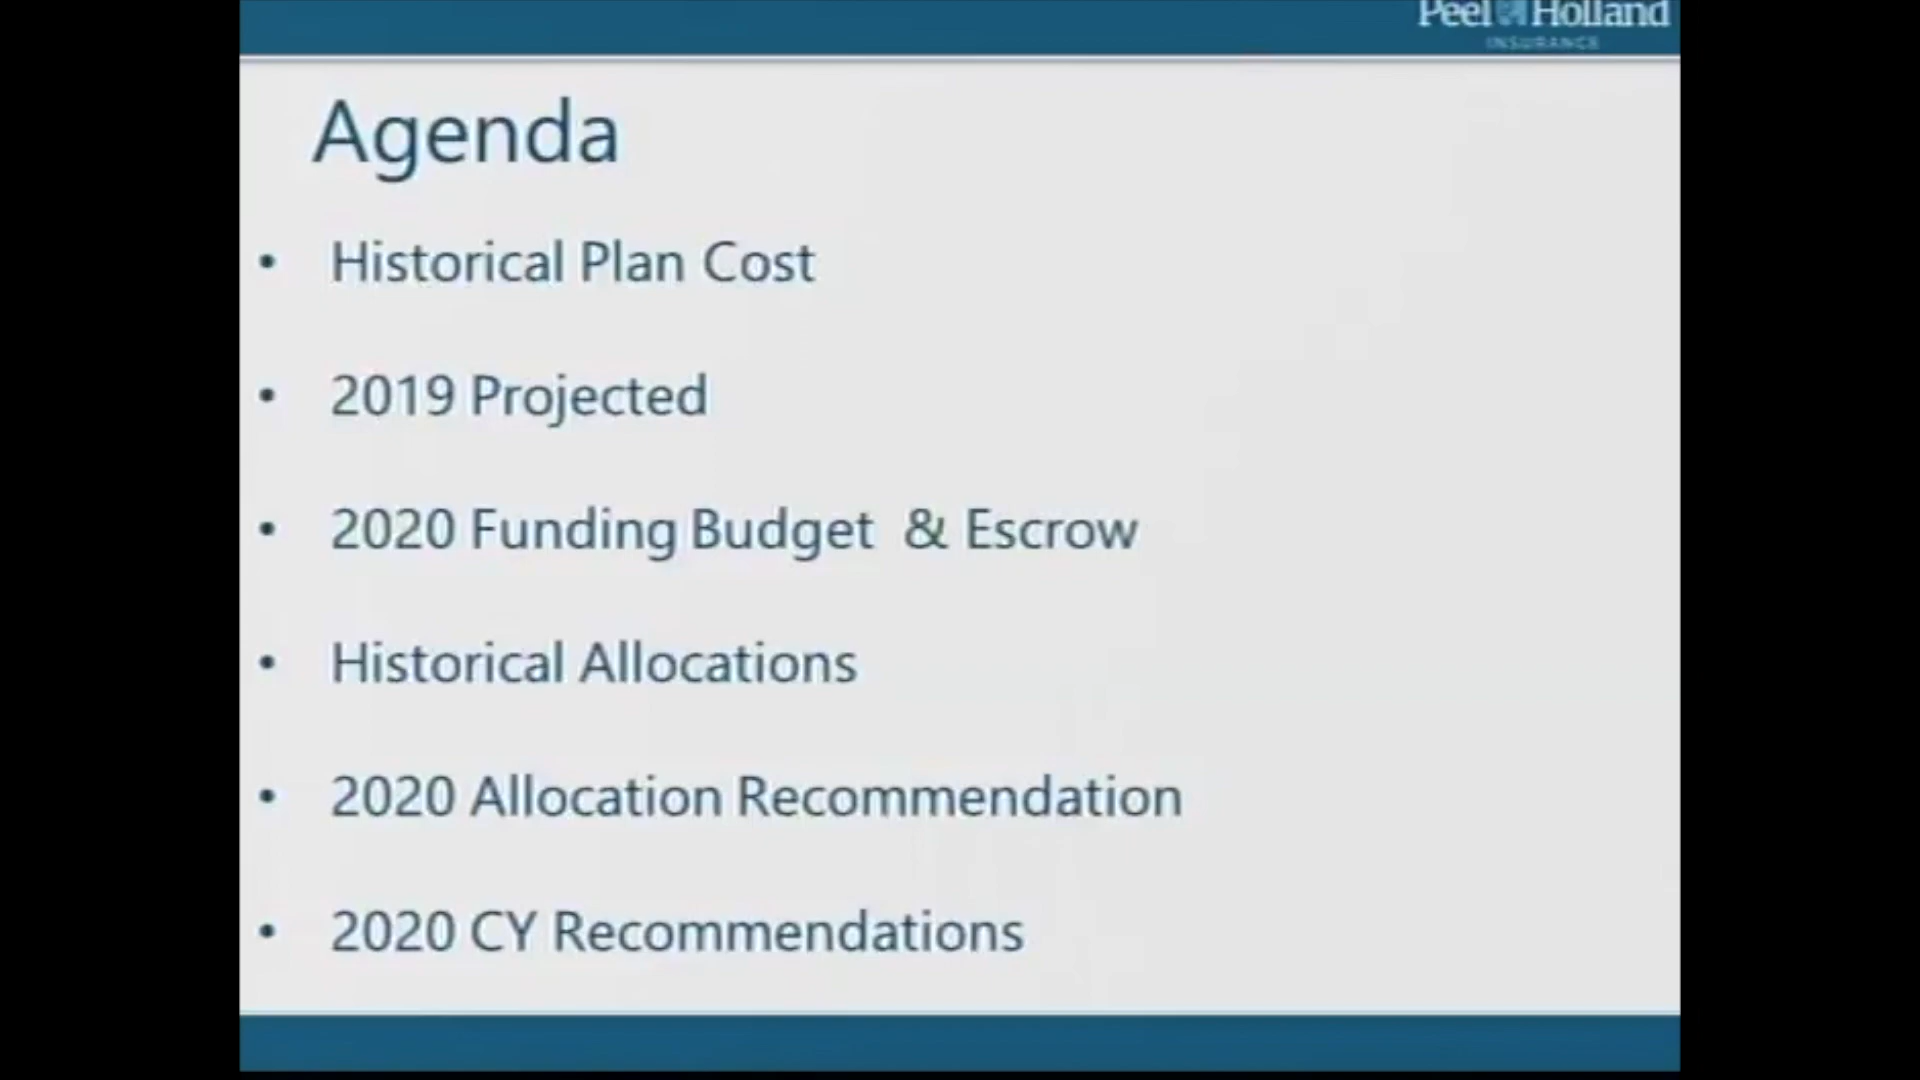 Peel Holland
INSURANCE
Agenda
• Historical Plan Cost
• 2019 Projected
• 2020 Funding Budget & Escrow
• Historical Allocations
• 2020 Allocation Recommendation
• 2020 CY Recommendations